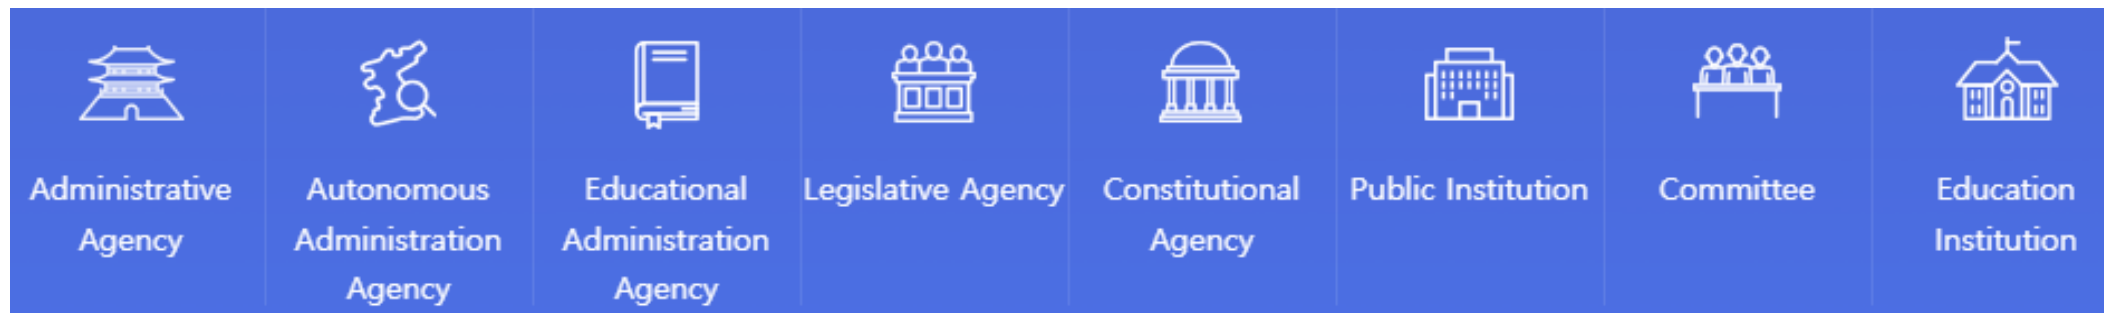 Administrative
Agency
Autonomous
Administration
Agency
Educational
Administration
Agency
Legislative Agency
Constitutional
Agency
Public Institution
Committee
Education
Institution